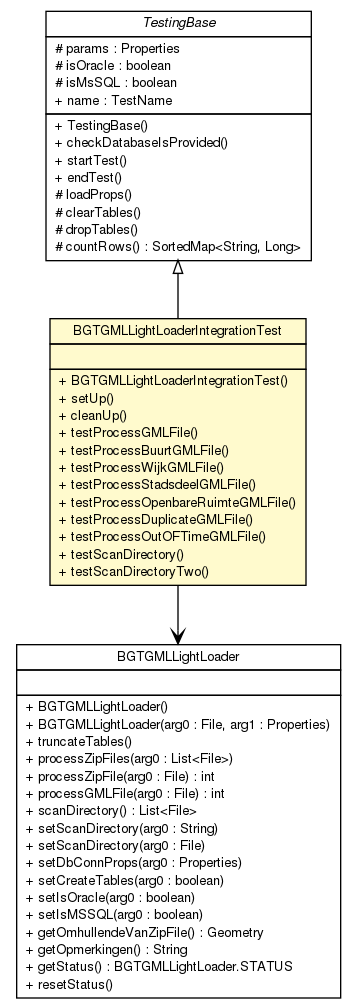 TestingBase
# params : Properties
# isOracle : boolean
# isMsSQL : boolean
+ name : TestName
+ TestingBase()
+ checkDatabaseIsProvided()
+ startTest()
+ endTest()
# loadProps()
# clearTables()
# dropTables()
# countRows() : SortedMap<String, Long>
BGTGMLLightLoaderIntegrationTest
+ BGTGMLLightLoaderIntegrationTest()
+ setUp()
+ cleanUp()
+ testProcessGMLFile()
+ testProcessBuurtGMLFile()
+ testProcessWijkGMLFile()
+ testProcessStadsdeelGMLFile()
+ testProcessOpenbareRuimteGMLFile()
+ testProcessDuplicateGMLFile()
+ testProcessOutOFTimeGMLFile()
+ testScanDirectory()
+ testScanDirectoryTwo()
BGTGMLLightLoader
+ BGTGMLLightLoader()
+ BGTGMLLightLoader(arg0 : File, arg1 : Properties)
+ truncateTables()
+ processZipFiles(arg0 : List<File>)
+ processZipFile(arg0 : File) : int
+ processGMLFile(arg0 : File) : int
+ scanDirectory() : List<File>
+ setScanDirectory(arg0 : String)
+ setScanDirectory(arg0 : File)
+ setDbConnProps(arg0 : Properties)
+ setCreateTables(arg0 : boolean)
+ setIsOracle(arg0 : boolean)
+ setIsMSSQL(arg0 : boolean)
+ getOmhullendeVanZipFile() : Geometry
+ getOpmerkingen() : String
+ getStatus() : BGTGMLLightLoader.STATUS
+ resetStatus()